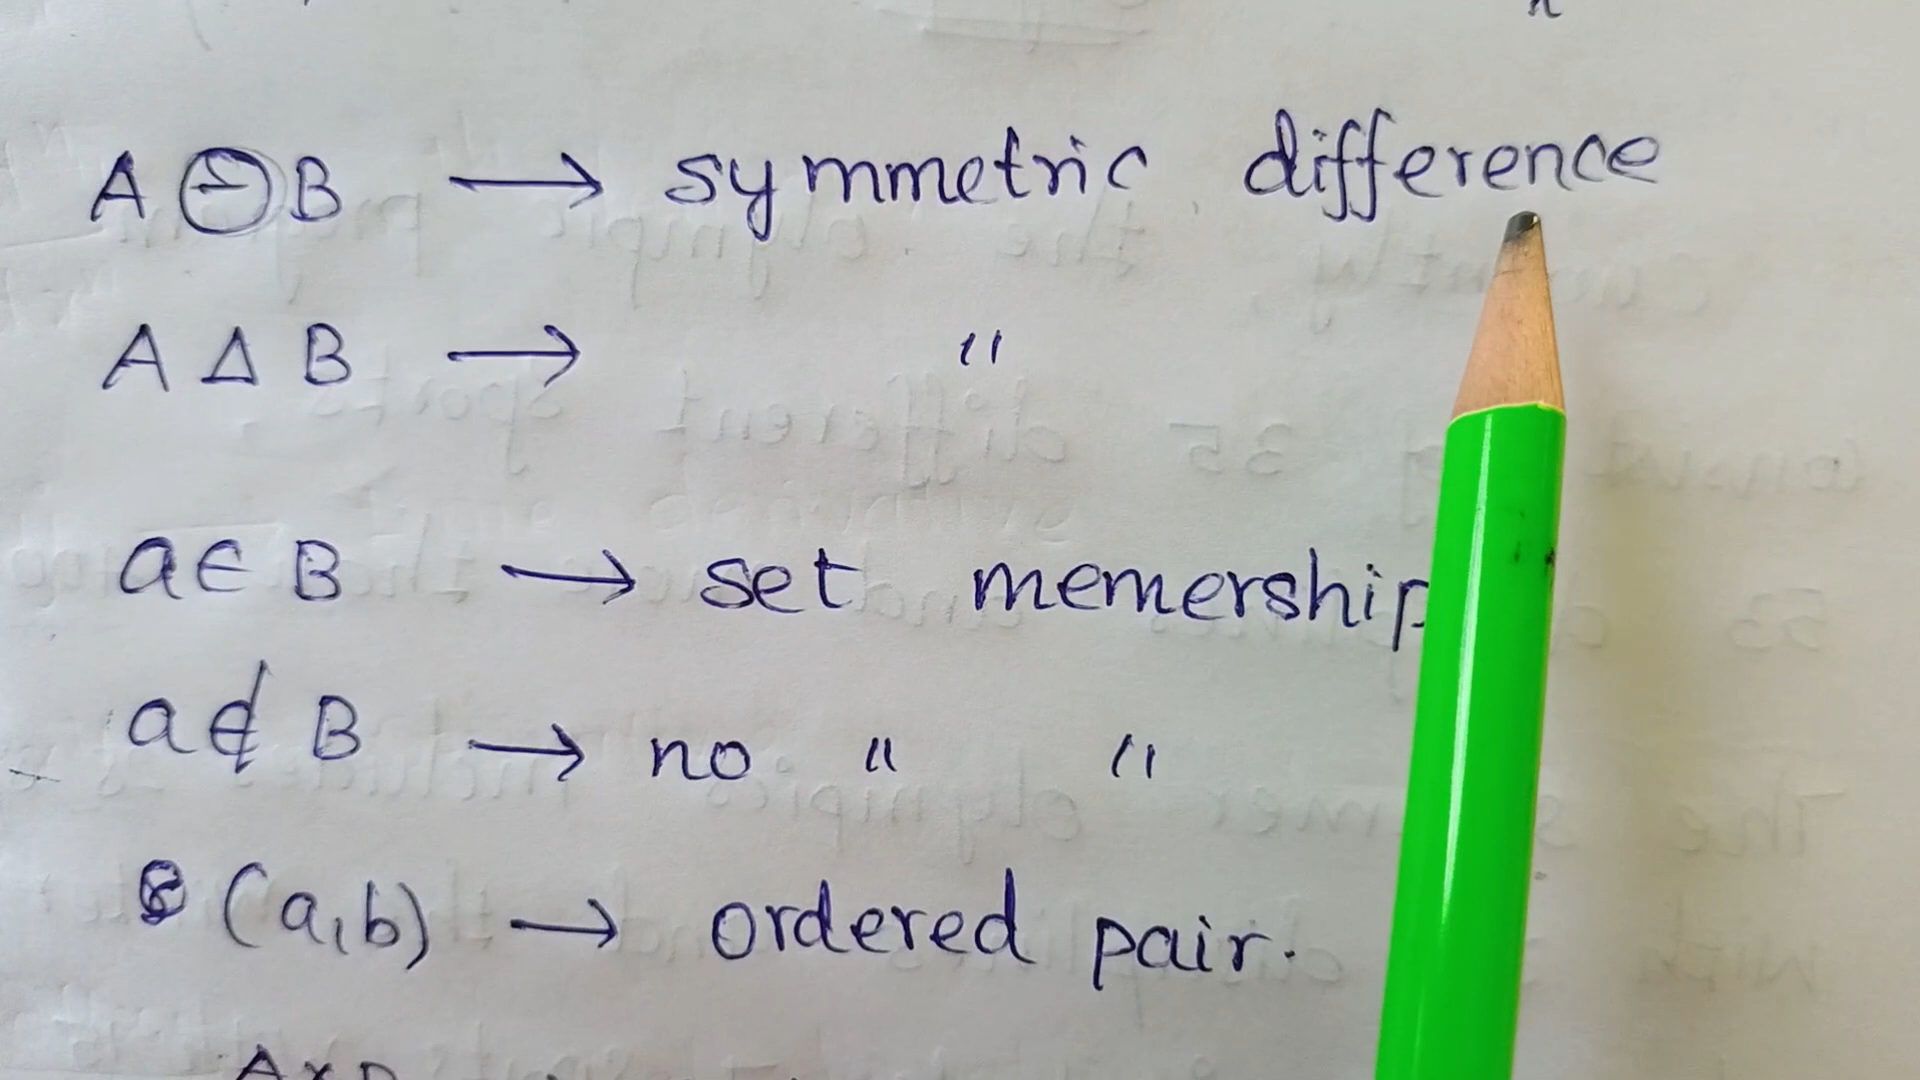 A ⊖ B → symmetric difference
A Δ B → "
a ∈ B → set memership
a ∉ B → no " "
(a,b) → ordered pair.